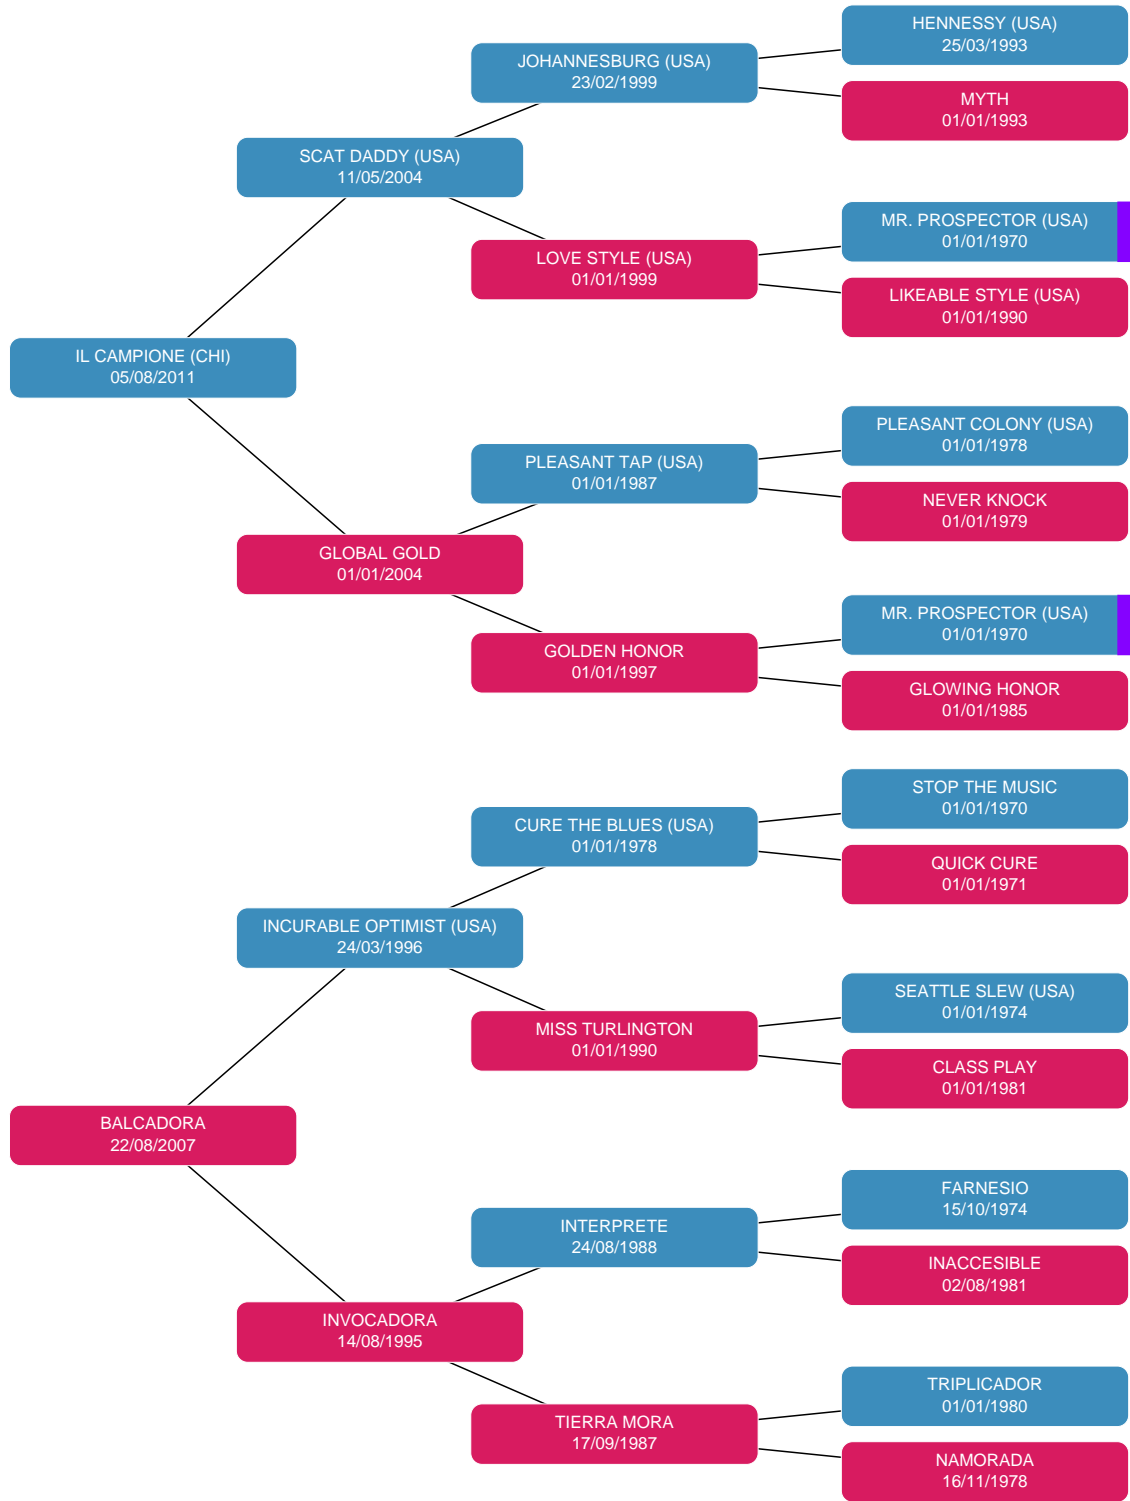 HENNESSY (USA)
25/03/1993
JOHANNESBURG (USA)
23/02/1999
MYTH
01/01/1993
SCAT DADDY (USA)
11/05/2004
MR. PROSPECTOR (USA)
01/01/1970
LOVE STYLE (USA)
01/01/1999
LIKEABLE STYLE (USA)
01/01/1990
IL CAMPIONE (CHI)
05/08/2011
PLEASANT COLONY (USA)
01/01/1978
PLEASANT TAP (USA)
01/01/1987
NEVER KNOCK
01/01/1979
GLOBAL GOLD
01/01/2004
MR. PROSPECTOR (USA)
01/01/1970
GOLDEN HONOR
01/01/1997
GLOWING HONOR
01/01/1985
STOP THE MUSIC
01/01/1970
CURE THE BLUES (USA)
01/01/1978
QUICK CURE
01/01/1971
INCURABLE OPTIMIST (USA)
24/03/1996
SEATTLE SLEW (USA)
01/01/1974
MISS TURLINGTON
01/01/1990
CLASS PLAY
01/01/1981
BALCADORA
22/08/2007
FARNESIO
15/10/1974
INTERPRETE
24/08/1988
INACCESIBLE
02/08/1981
INVOCADORA
14/08/1995
TRIPLICADOR
01/01/1980
TIERRA MORA
17/09/1987
NAMORADA
16/11/1978